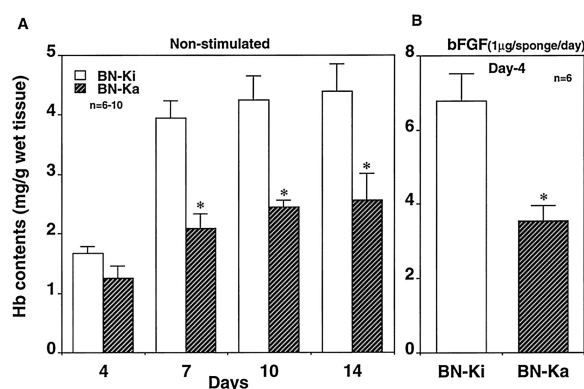 A
Non-stimulated
Hb contents (mg/g wet tissue)
5
4
3
2
1
0
BN-Ki
BN-Ka
n=6-10
*
*
*
4 7 10 14
Days
B
bFGF(1µg/sponge/day)
Day-4
n=6
8
6
4
2
0
*
BN-Ki BN-Ka